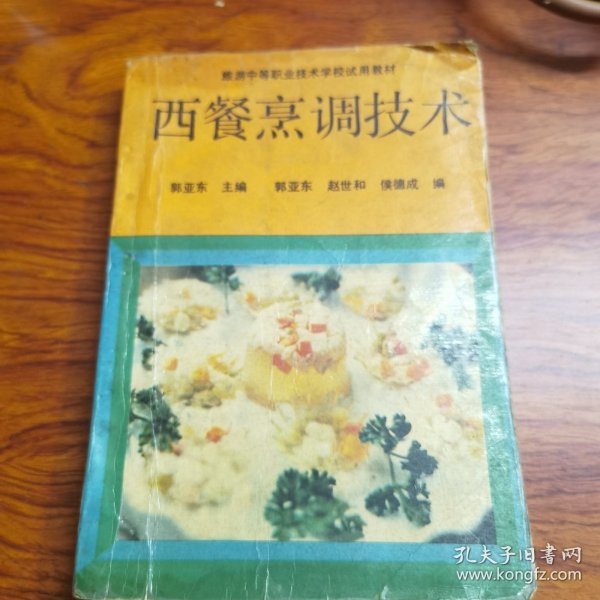 旅游中等职业技术学校试用教材
西餐烹调技术
郭亚东 主编 郭亚东 赵世和 侯德成 编
孔夫子旧书网
www.kongfz.com